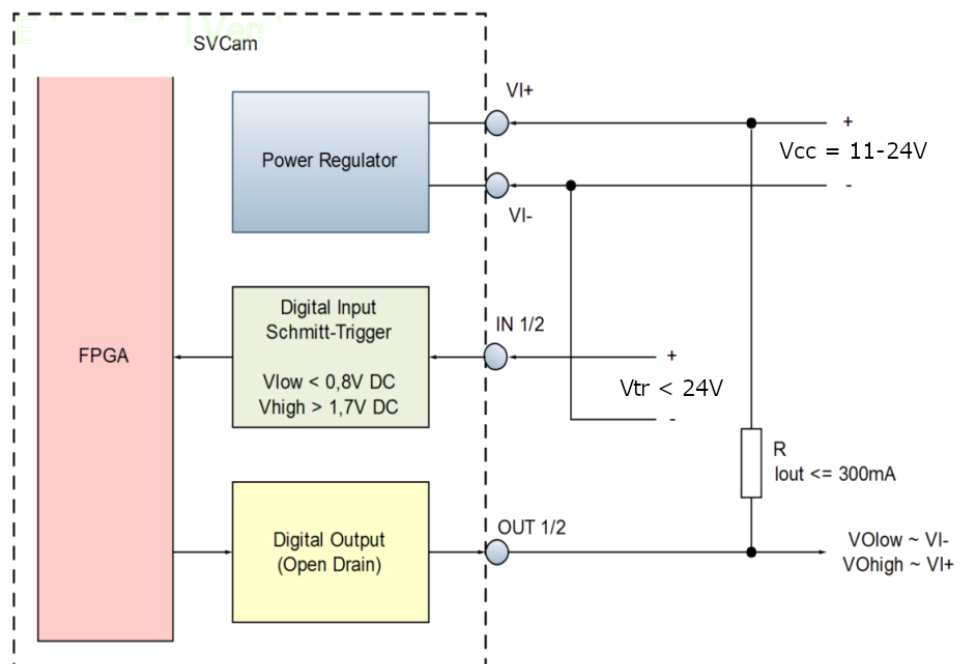 SVCam
VI+
+
Power Regulator
Vcc = 11-24V
-
VI-
Digital Input
Schmitt-Trigger
IN 1/2
FPGA
+
Vlow < 0,8V DC
Vtr < 24V
Vhigh > 1,7V DC
-
R
Iout <= 300mA
OUT 1/2
Digital Output
(Open Drain)
VOlow ~ VI-
VOhigh ~ VI+